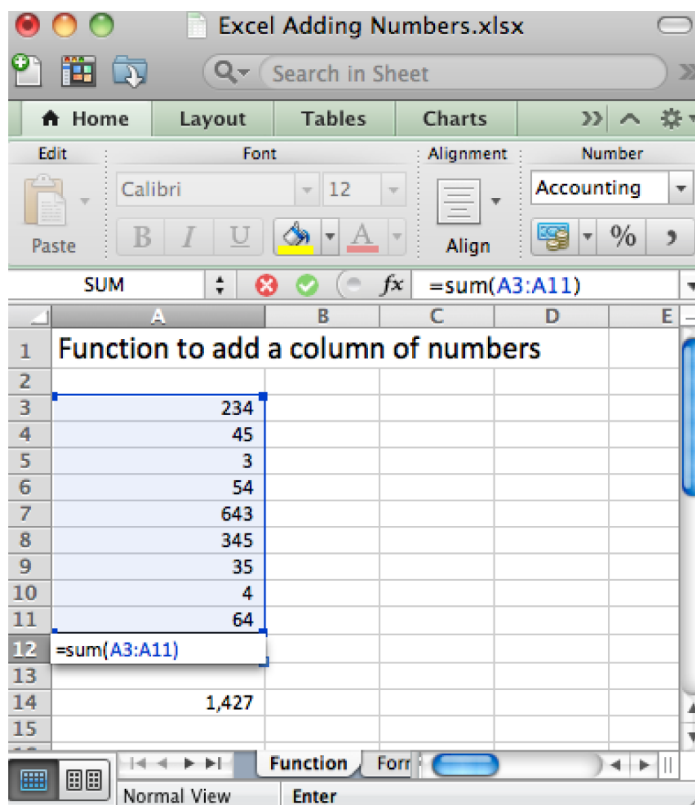 Excel Adding Numbers.xlsx
Search in Sheet
Home Layout Tables Charts
Edit Font Alignment Number
Calibri 12 Accounting
Paste B I U A Align %
SUM fx =sum(A3:A11)
A B C D E
1 Function to add a column of numbers
2
3 234
4 45
5 3
6 54
7 643
8 345
9 35
10 4
11 64
12 =sum(A3:A11)
13
14 1,427
15
Function
Normal View Enter